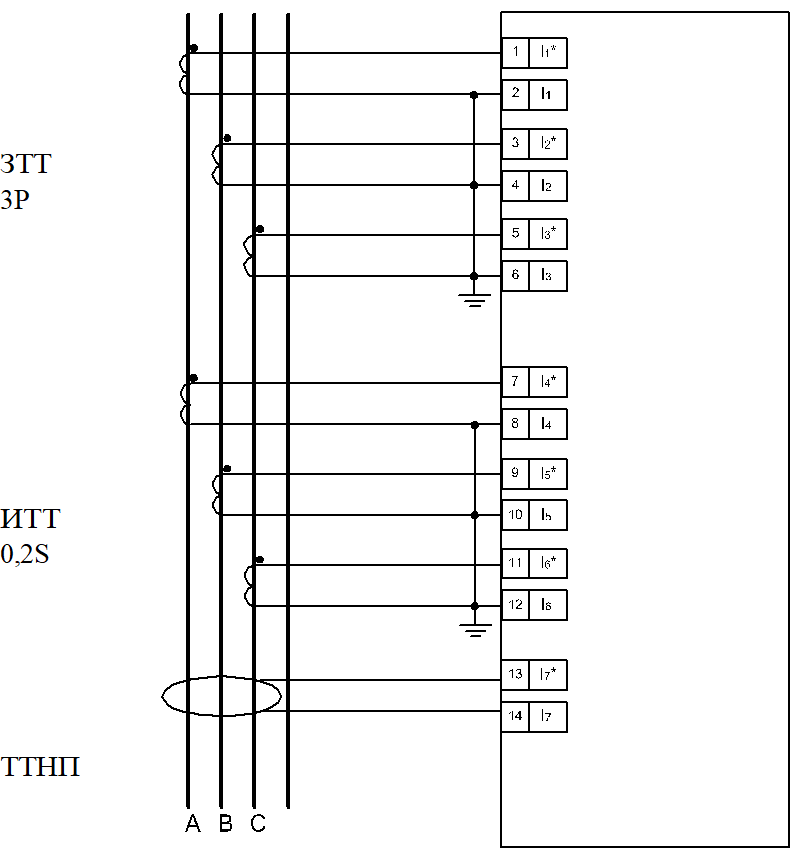 1 I1*
2 I1
3 I2*
ЗТТ
4 I2
3Р
5 I3*
6 I3
7 I4*
8 I4
9 I5*
ИТТ
10 I5
0,2S
11 I6*
12 I6
13 I7*
14 I7
ТТНП
A B C